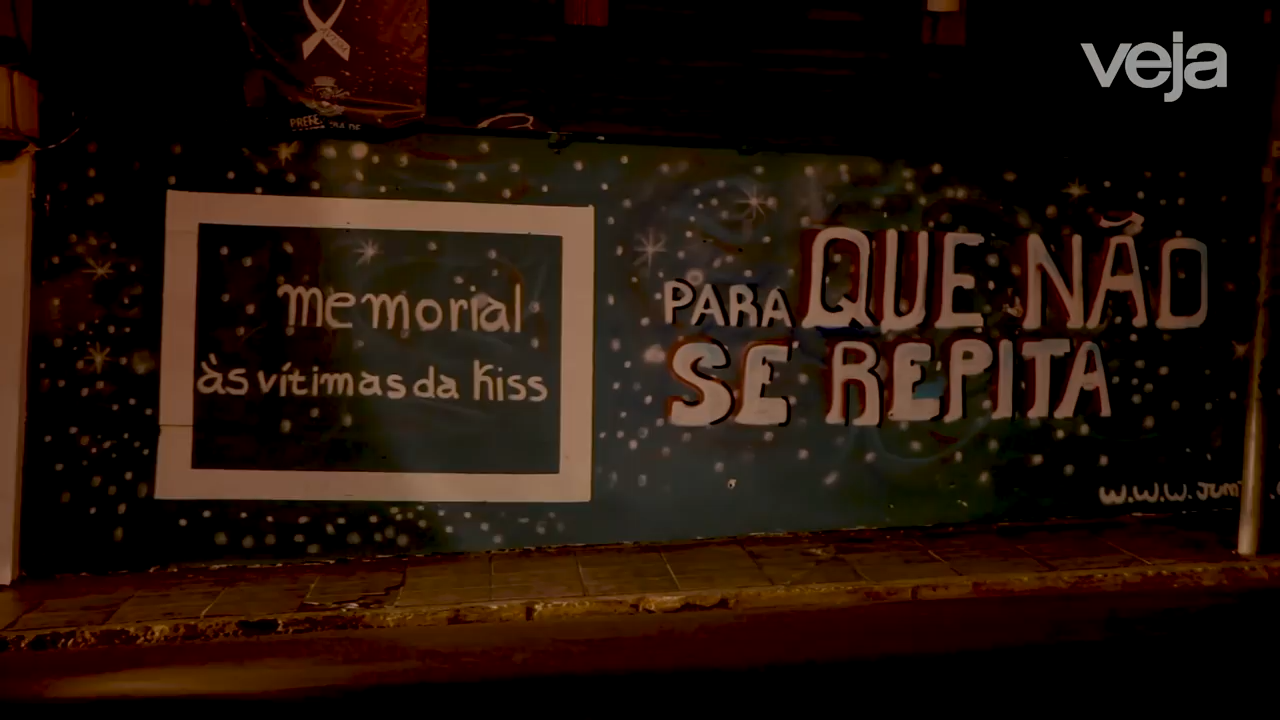 veja
memorial
às vítimas da Kiss
PARA QUE NÃO
SE REPITA